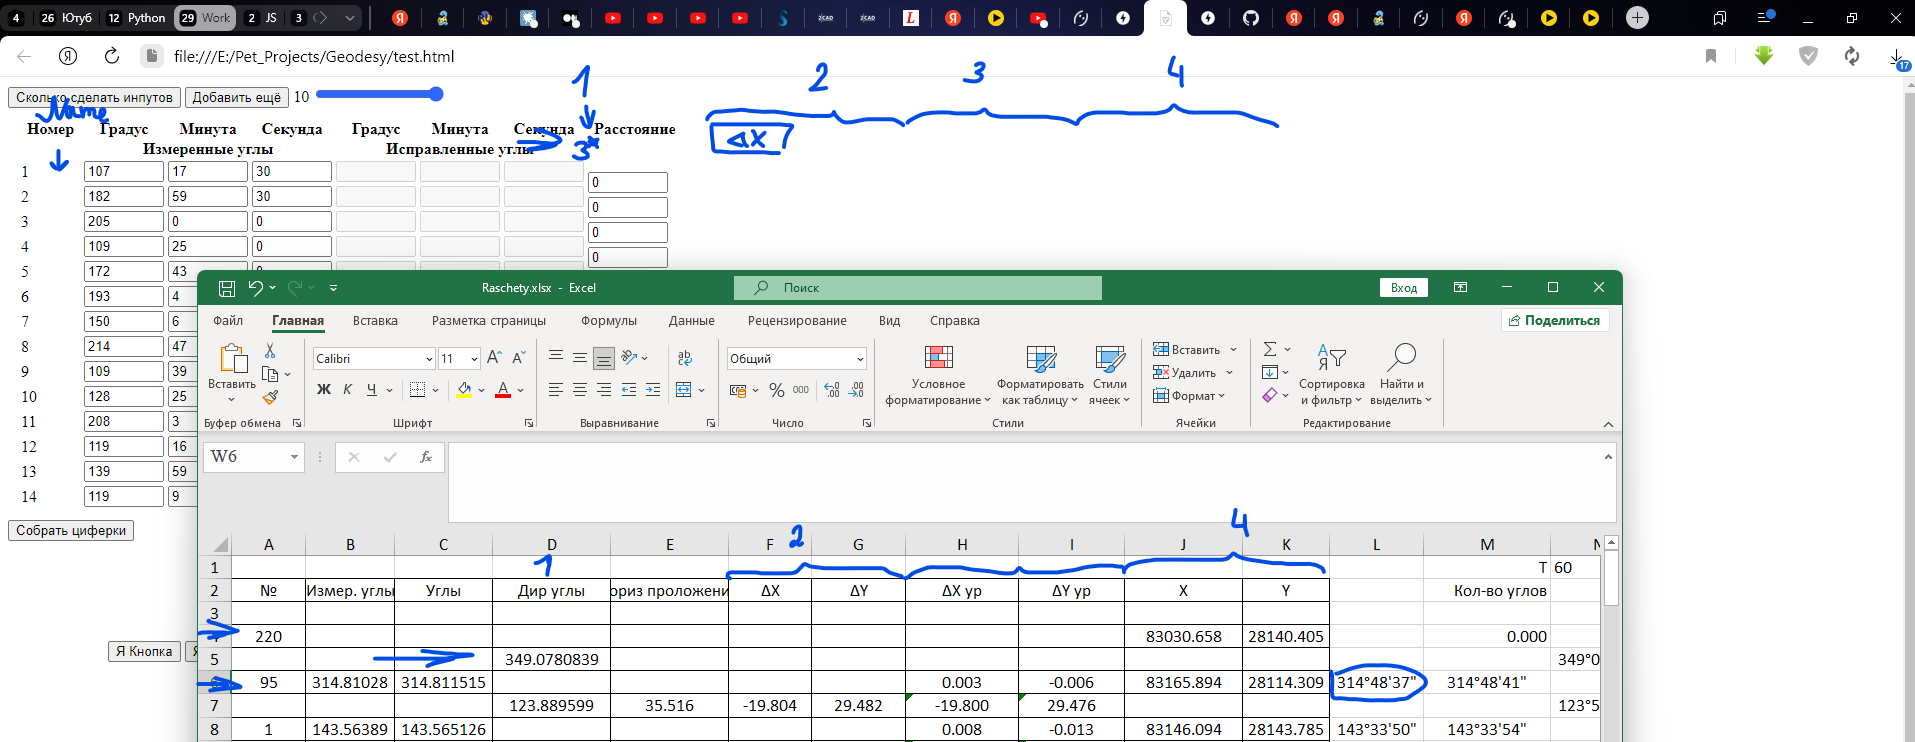 4 26 Ютуб 12 Python 29 Work 2 JS 3
file:///E:/Pet_Projects/Geodesy/test.html
17
1 2 3 4
Сколько сделать инпутов Добавить ещё 10
Name
Номер Градус Минута Секунда Градус Минута Секунда Расстояние
Измеренные углы Исправленные углы 3* ΔX
1 107 17 30 0
2 182 59 30 0
3 205 0 0 0
4 109 25 0 0
5 172 43
6 193 4
7 150 6
8 214 47
9 109 39
10 128 25
11 208 3
12 119 16
13 139 59
14 119 9
Собрать циферки
Я Кнопка
Raschety.xlsx - Excel Поиск Вход
Файл Главная Вставка Разметка страницы Формулы Данные Рецензирование Вид Справка Поделиться
Вставить
Calibri 11
Ж К Ч
Общий
% 000
Условное форматирование
Форматировать как таблицу
Стили ячеек
Вставить
Удалить
Формат
Сортировка и фильтр
Найти и выделить
Буфер обмена Шрифт Выравнивание Число Стили Ячейки Редактирование
W6 fx
1 2 4
A B C D E F G H I J K L M N
1 T 60
2 № Измер. углы Углы Дир углы ориз проложени ΔX ΔY ΔX ур ΔY ур X Y Кол-во углов
3
4 220 83030.658 28140.405 0.000
5 349.0780839 349°0
6 95 314.81028 314.811515 0.003 -0.006 83165.894 28114.309 314°48'37" 314°48'41"
7 123.889599 35.516 -19.804 29.482 -19.800 29.476 123°5
8 1 143.56389 143.565126 0.008 -0.013 83146.094 28143.785 143°33'50" 143°33'54"